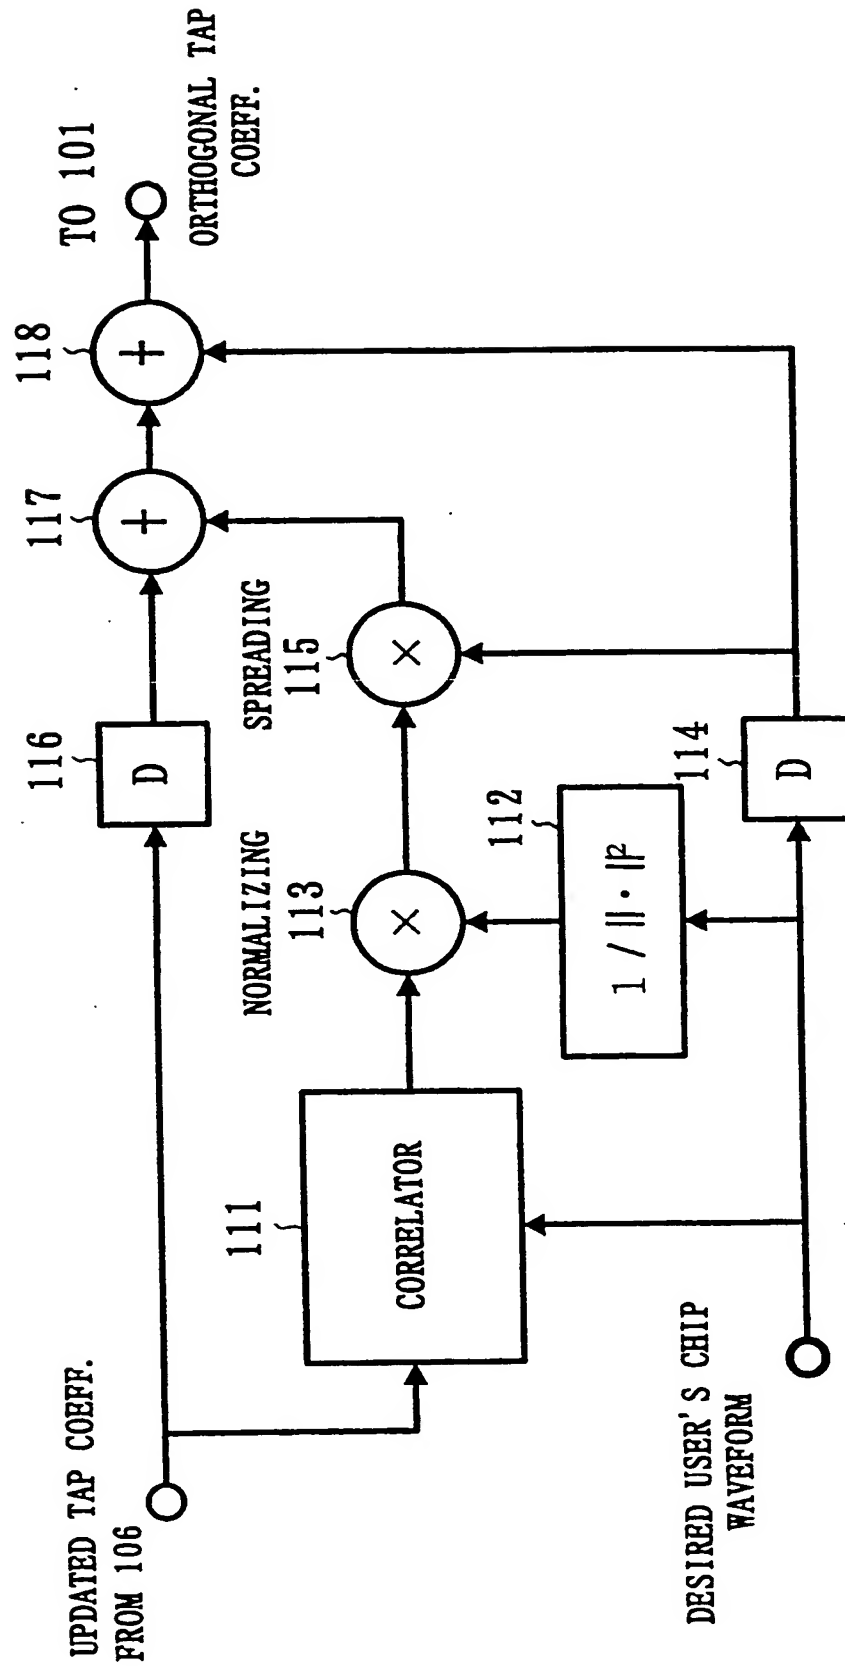 UPDATED TAP COEFF.
FROM 106
116
D
117
+
118
+
TO 101
ORTHOGONAL TAP
COEFF.
111
CORRELATOR
NORMALIZING
113
×
SPREADING
115
×
112
1 / ‖ · ‖²
114
D
DESIRED USER'S CHIP
WAVEFORM